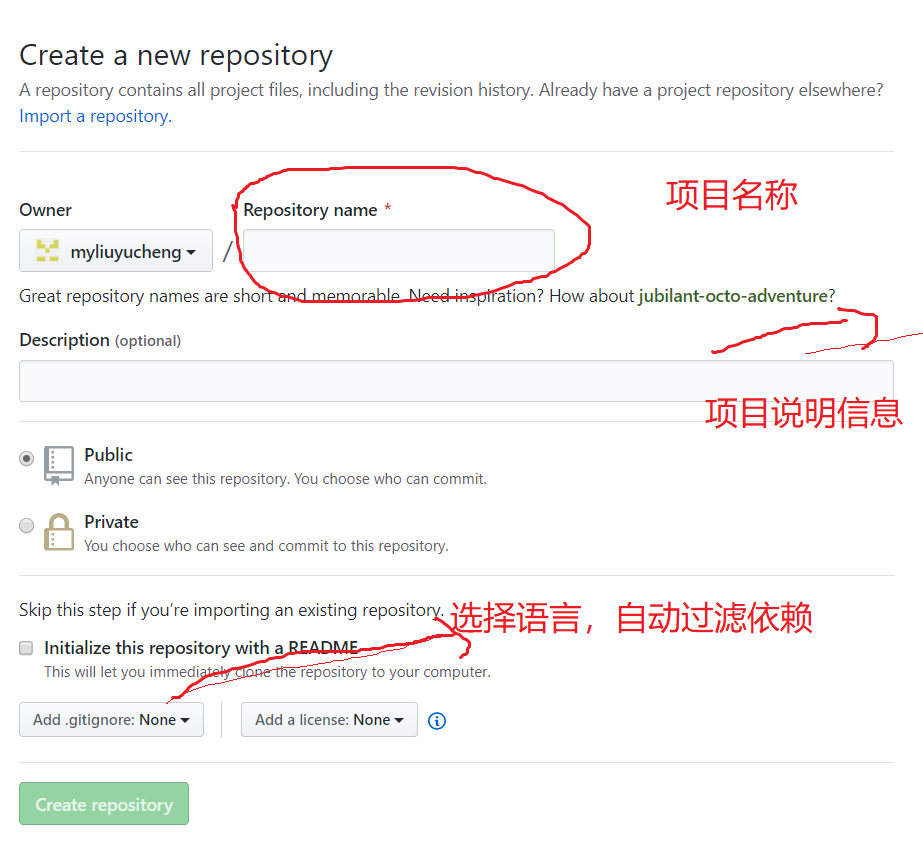 Create a new repository
A repository contains all project files, including the revision history. Already have a project repository elsewhere?
Import a repository.
项目名称
Owner
Repository name *
myliuyucheng /
Great repository names are short and memorable. Need inspiration? How about jubilant-octo-adventure?
Description (optional)
项目说明信息
Public
Anyone can see this repository. You choose who can commit.
Private
You choose who can see and commit to this repository.
Skip this step if you’re importing an existing repository.
选择语言，自动过滤依赖
Initialize this repository with a README
This will let you immediately clone the repository to your computer.
Add .gitignore: None
Add a license: None
Create repository